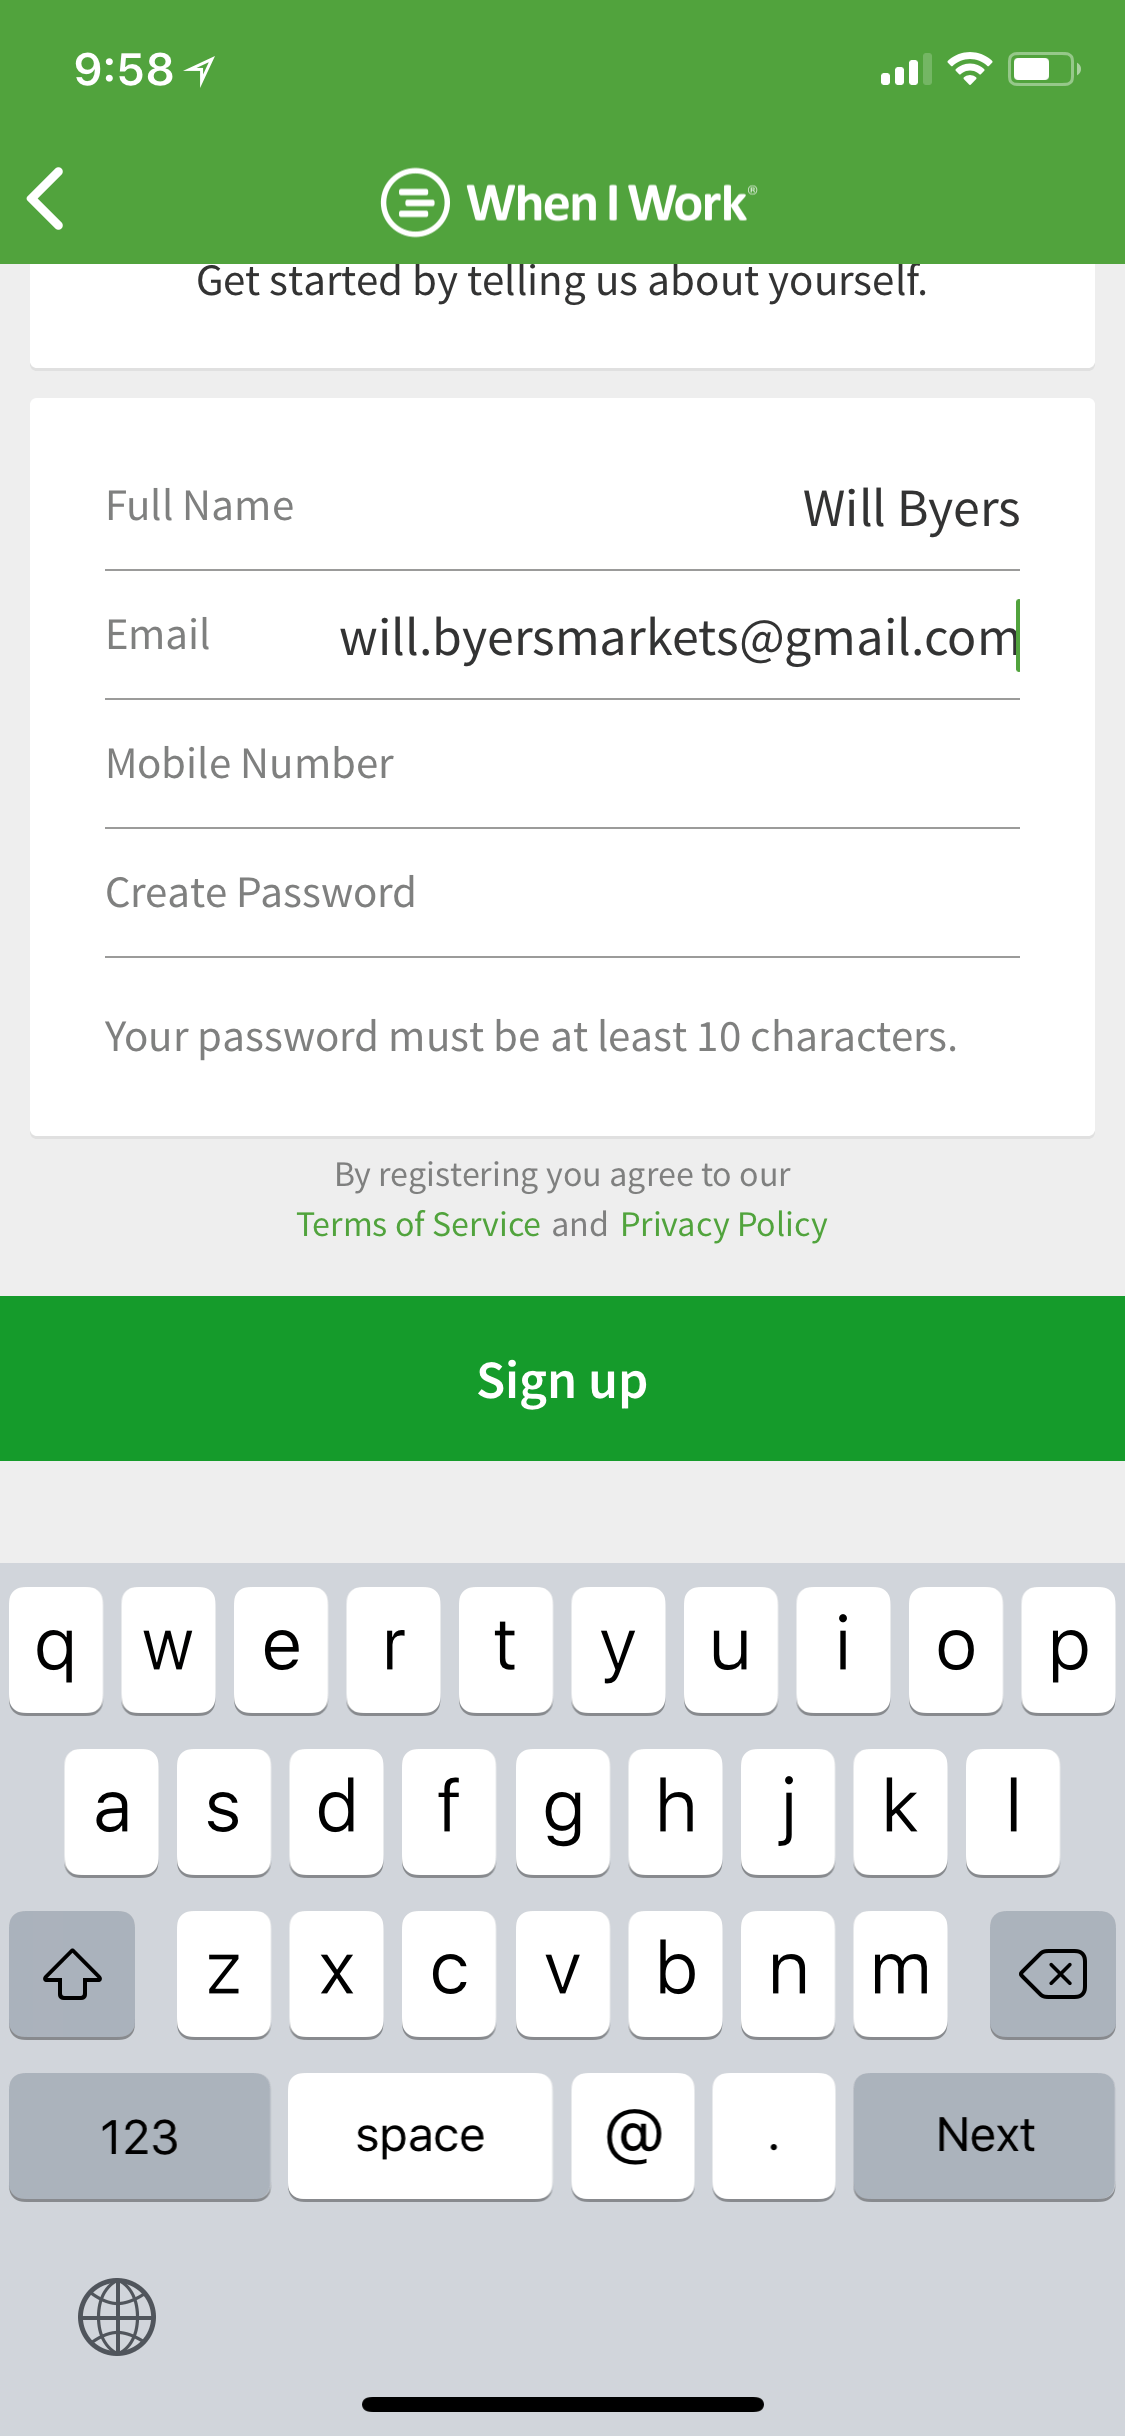 9:58
When I Work®
Get started by telling us about yourself.
Full Name Will Byers
Email will.byersmarkets@gmail.com
Mobile Number
Create Password
Your password must be at least 10 characters.
By registering you agree to our
Terms of Service and Privacy Policy
Sign up
q w e r t y u i o p
a s d f g h j k l
z x c v b n m
123 space @ . Next